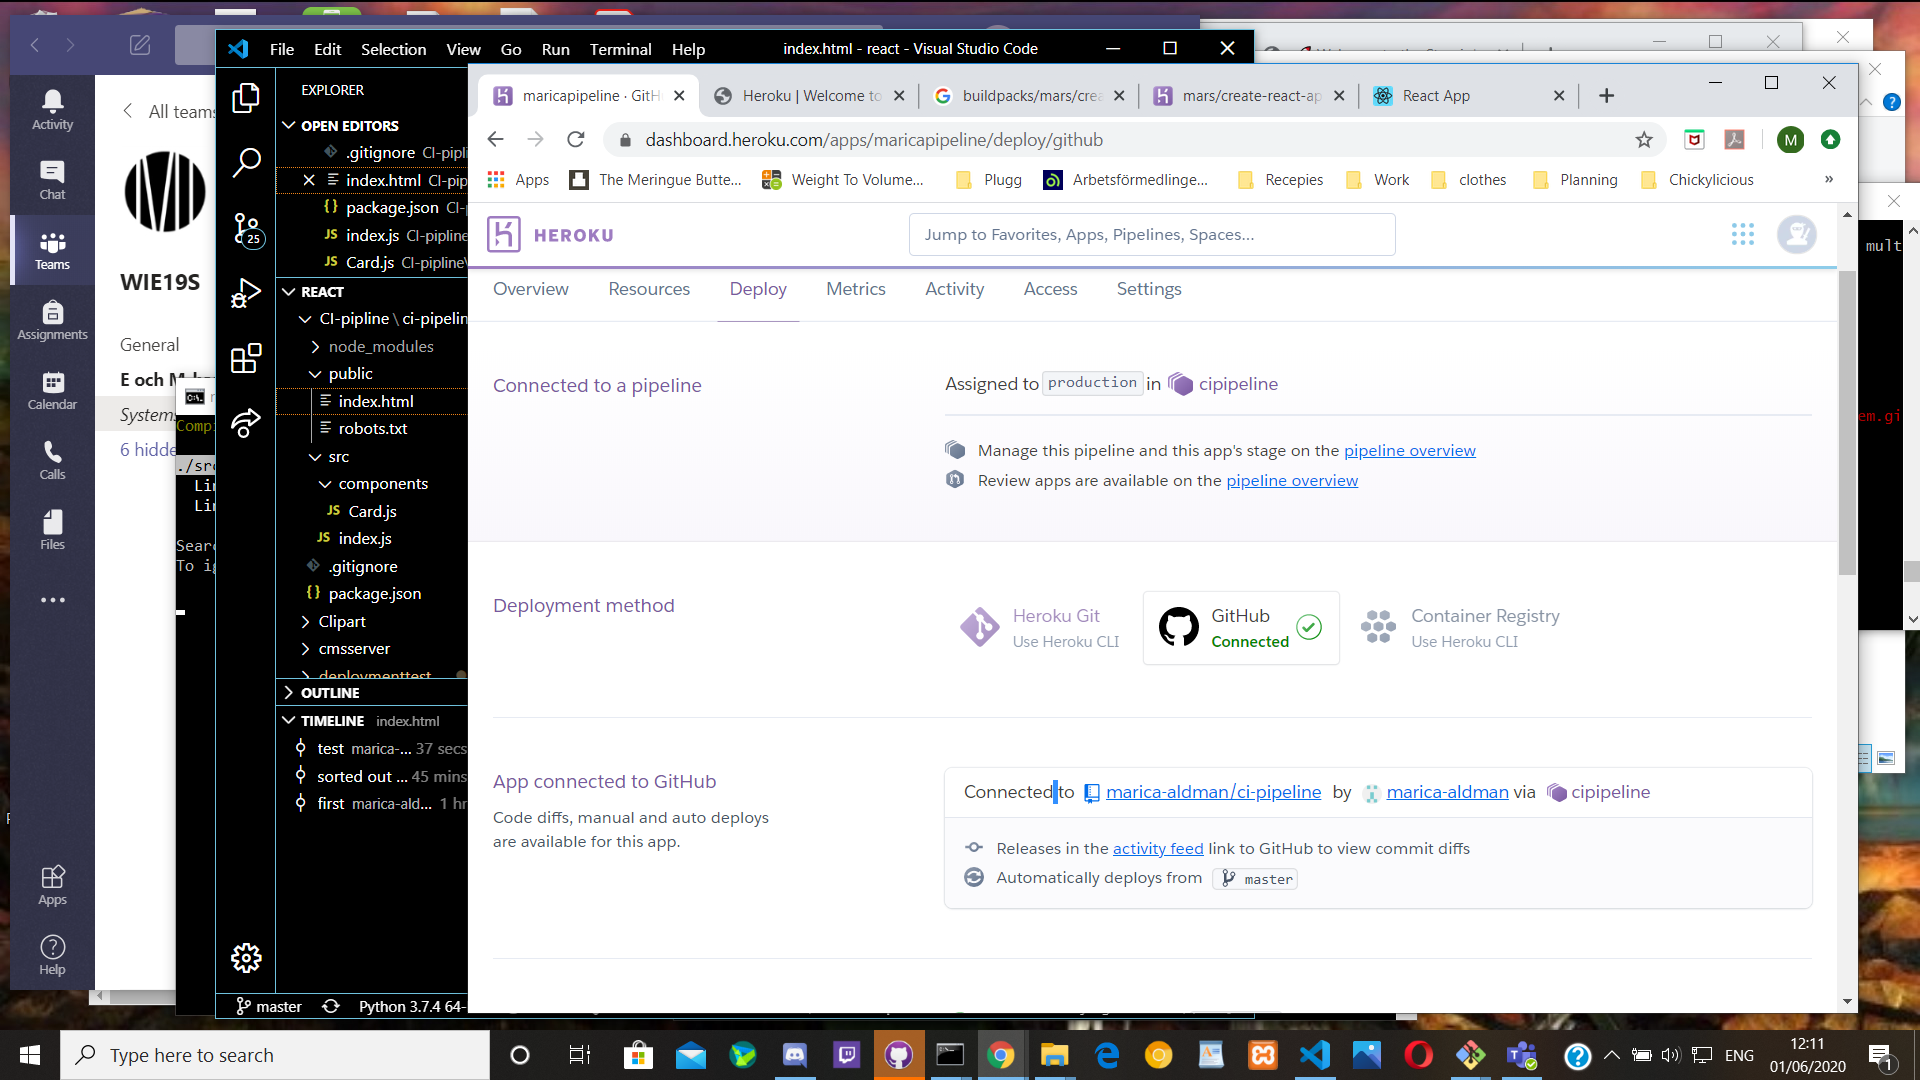 File Edit Selection View Go Run Terminal Help
index.html - react - Visual Studio Code
Activity
Chat
Teams
Assignments
Calendar
Calls
Files
Apps
Help
All teams
WIE19S
General
E och M
Systems
6 hidde
Comp
./src
Lin
Lin
Sear
To ig
EXPLORER
OPEN EDITORS
.gitignore CI-pipli
index.html CI-pip
package.json CI-p
index.js CI-pipline
Card.js CI-pipline\
25
REACT
CI-pipline \ ci-pipelin
node_modules
public
index.html
robots.txt
src
components
Card.js
index.js
.gitignore
package.json
Clipart
cmsserver
deploymenttest
OUTLINE
TIMELINE index.html
test marica-... 37 secs
sorted out ... 45 mins
first marica-ald... 1 hr
master Python 3.7.4 64-
maricapipeline · GitH
Heroku | Welcome to
buildpacks/mars/crea
mars/create-react-ap
React App
dashboard.heroku.com/apps/maricapipeline/deploy/github
M
Apps
The Meringue Butte...
Weight To Volume...
Plugg
Arbetsförmedlinge...
Recepies
Work
clothes
Planning
Chickylicious
»
HEROKU
Jump to Favorites, Apps, Pipelines, Spaces...
Overview Resources Deploy Metrics Activity Access Settings
Connected to a pipeline
Assigned to production in cipipeline
Manage this pipeline and this app's stage on the pipeline overview
Review apps are available on the pipeline overview
Deployment method
Heroku Git
Use Heroku CLI
GitHub
Connected
Container Registry
Use Heroku CLI
App connected to GitHub
Code diffs, manual and auto deploys
are available for this app.
Connected to marica-aldman/ci-pipeline by marica-aldman via cipipeline
Releases in the activity feed link to GitHub to view commit diffs
Automatically deploys from master
mult
em.gi
Type here to search
ENG
12:11
01/06/2020
1